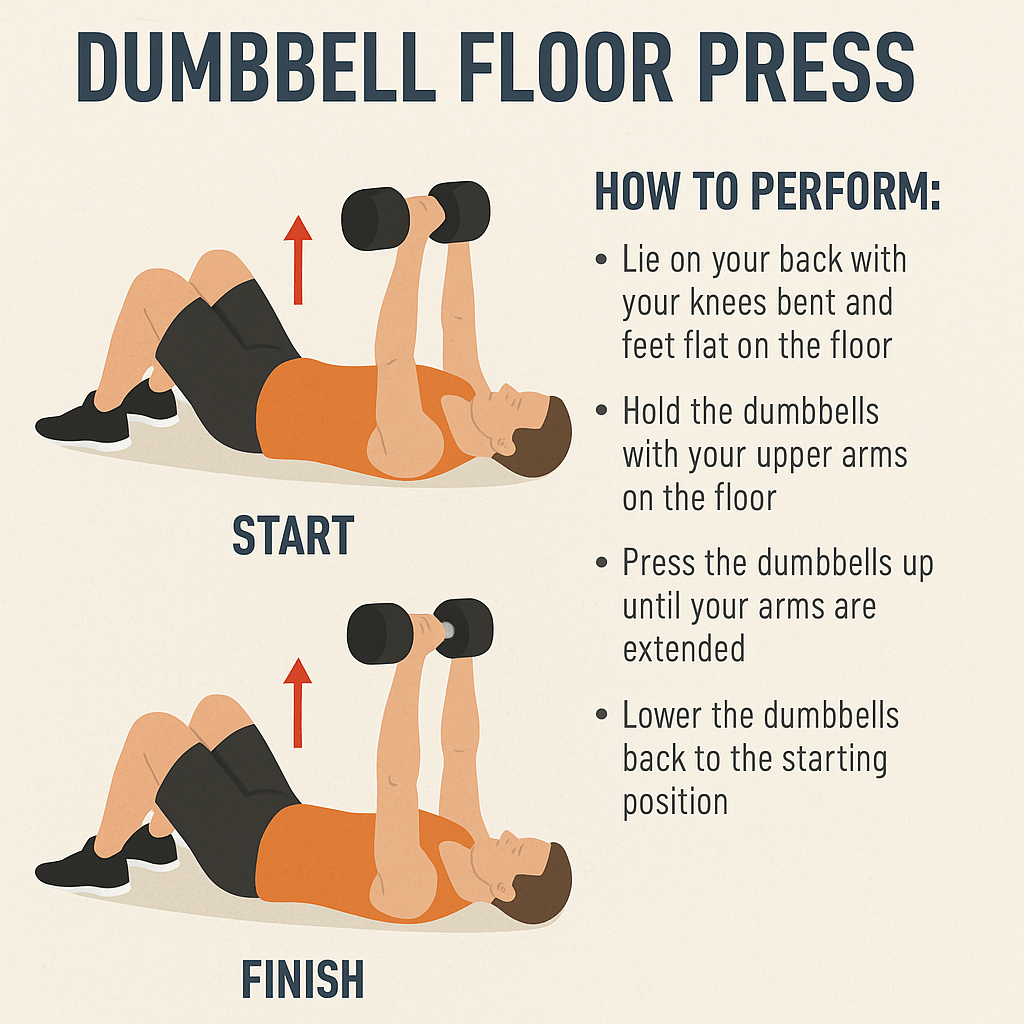 DUMBBELL FLOOR PRESS
START
FINISH
HOW TO PERFORM:
• Lie on your back with
your knees bent and
feet flat on the floor
• Hold the dumbbells
with your upper arms
on the floor
• Press the dumbbells up
until your arms are
extended
• Lower the dumbbells
back to the starting
position